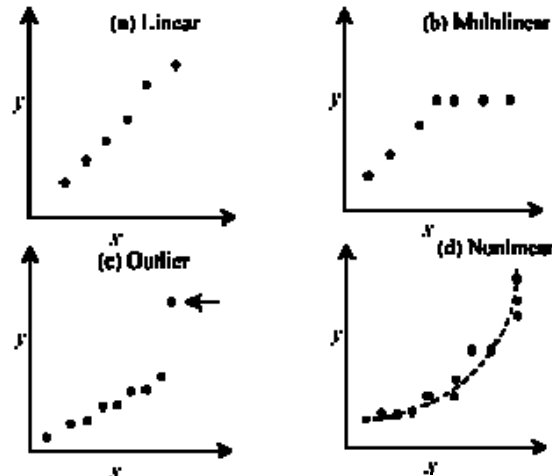 (a) Linear
(b) Multilinear
y
y
x
x
(c) Outlier
(d) Nonlinear
y
y
x
x